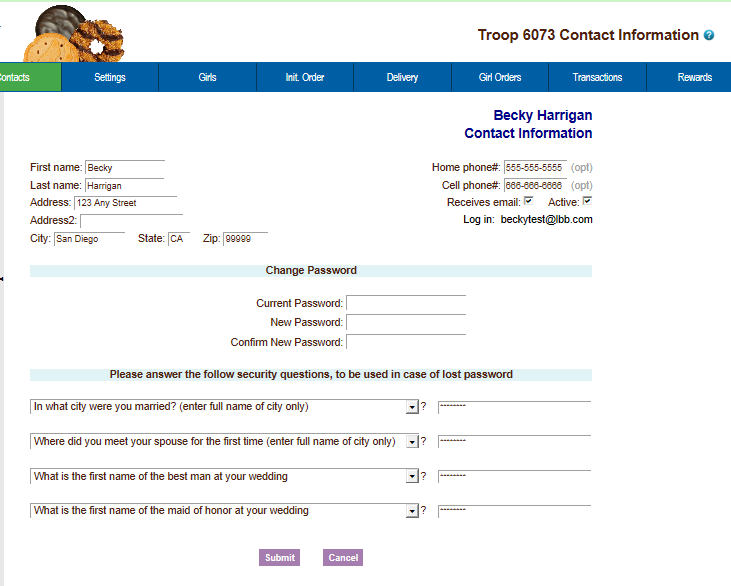 Troop 6073 Contact Information ?
ontacts Settings Girls Init. Order Delivery Girl Orders Transactions Rewards
Becky Harrigan
Contact Information
First name: Becky Home phone#: 555-555-5555 (opt)
Last name: Harrigan Cell phone#: 666-666-6666 (opt)
Address: 123 Any Street Receives email: Active:
Address2: Log in: beckytest@lbb.com
City: San Diego State: CA Zip: 99999
Change Password
Current Password:
New Password:
Confirm New Password:
Please answer the follow security questions, to be used in case of lost password
In what city were you married? (enter full name of city only) ? --------
Where did you meet your spouse for the first time (enter full name of city only) ? --------
What is the first name of the best man at your wedding ? --------
What is the first name of the maid of honor at your wedding ? --------
Submit Cancel